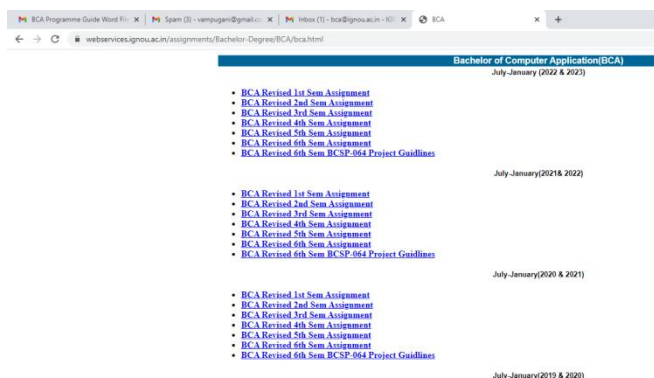 BCA Programme Guide Word Fil
Spam (3) - vampugani@gmail.c
Inbox (1) - bca@ignou.ac.in - IG
BCA
webservices.ignou.ac.in/assignments/Bachelor-Degree/BCA/bca.html
Bachelor of Computer Application(BCA)
July-January (2022 & 2023)
BCA Revised 1st Sem Assignment
BCA Revised 2nd Sem Assignment
BCA Revised 3rd Sem Assignment
BCA Revised 4th Sem Assignment
BCA Revised 5th Sem Assignment
BCA Revised 6th Sem Assignment
BCA Revised 6th Sem BCSP-064 Project Guidlines
July-January(2021& 2022)
BCA Revised 1st Sem Assignment
BCA Revised 2nd Sem Assignment
BCA Revised 3rd Sem Assignment
BCA Revised 4th Sem Assignment
BCA Revised 5th Sem Assignment
BCA Revised 6th Sem Assignment
BCA Revised 6th Sem BCSP-064 Project Guidlines
July-January(2020 & 2021)
BCA Revised 1st Sem Assignment
BCA Revised 2nd Sem Assignment
BCA Revised 3rd Sem Assignment
BCA Revised 4th Sem Assignment
BCA Revised 5th Sem Assignment
BCA Revised 6th Sem Assignment
BCA Revised 6th Sem BCSP-064 Project Guidlines
July-January(2019 & 2020)